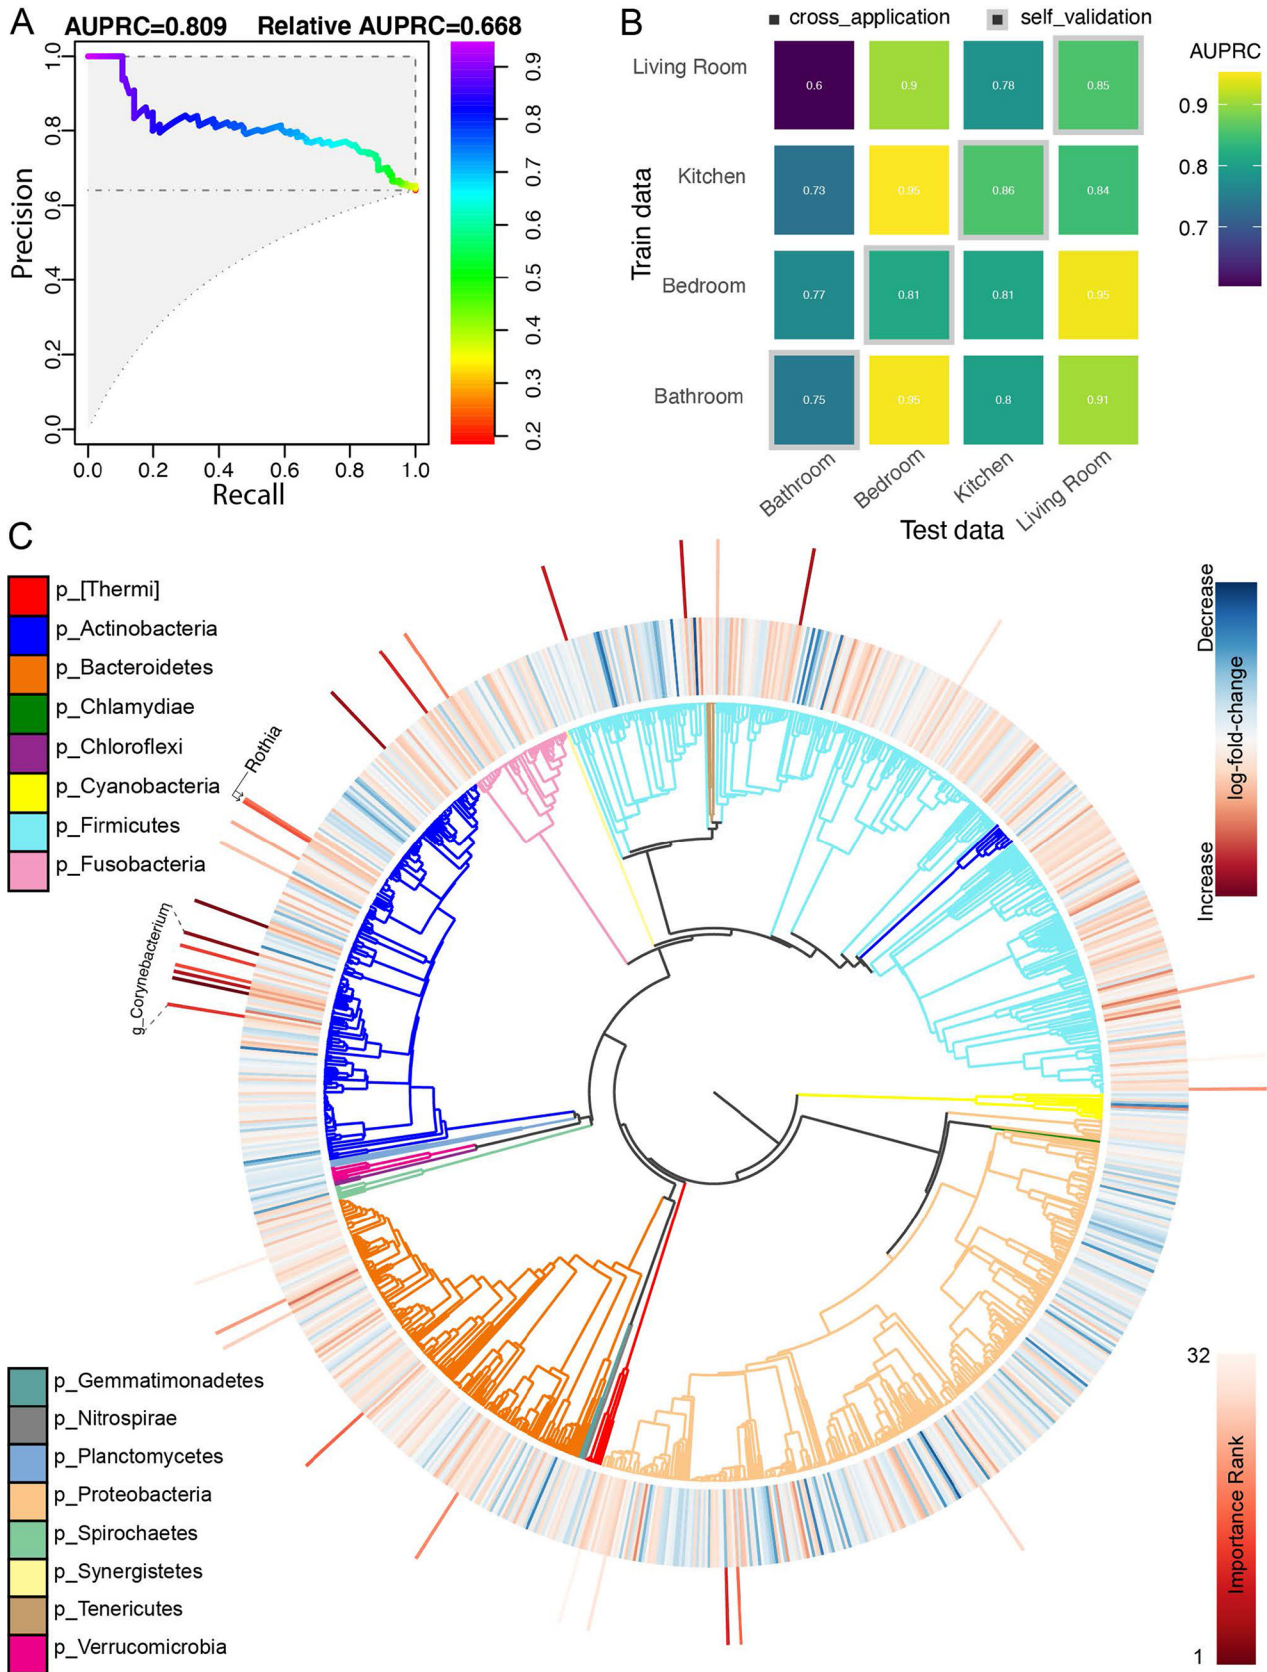 A
AUPRC=0.809 Relative AUPRC=0.668
Precision
1.0
0.8
0.6
0.4
0.2
0.0
0.0 0.2 0.4 0.6 0.8 1.0
Recall
0.9
0.8
0.7
0.6
0.5
0.4
0.3
0.2
B
cross_application self_validation
Train data
Living Room 0.6 0.9 0.78 0.85
Kitchen 0.73 0.95 0.86 0.84
Bedroom 0.77 0.81 0.81 0.95
Bathroom 0.75 0.95 0.8 0.91
Bathroom Bedroom Kitchen Living Room
Test data
AUPRC
0.9
0.8
0.7
C
p_[Thermi]
p_Actinobacteria
p_Bacteroidetes
p_Chlamydiae
p_Chloroflexi
p_Cyanobacteria
p_Firmicutes
p_Fusobacteria
Rothia
g_Corynebacterium
Decrease
log-fold-change
Increase
p_Gemmatimonadetes
p_Nitrospirae
p_Planctomycetes
p_Proteobacteria
p_Spirochaetes
p_Synergistetes
p_Tenericutes
p_Verrucomicrobia
32
Importance Rank
1